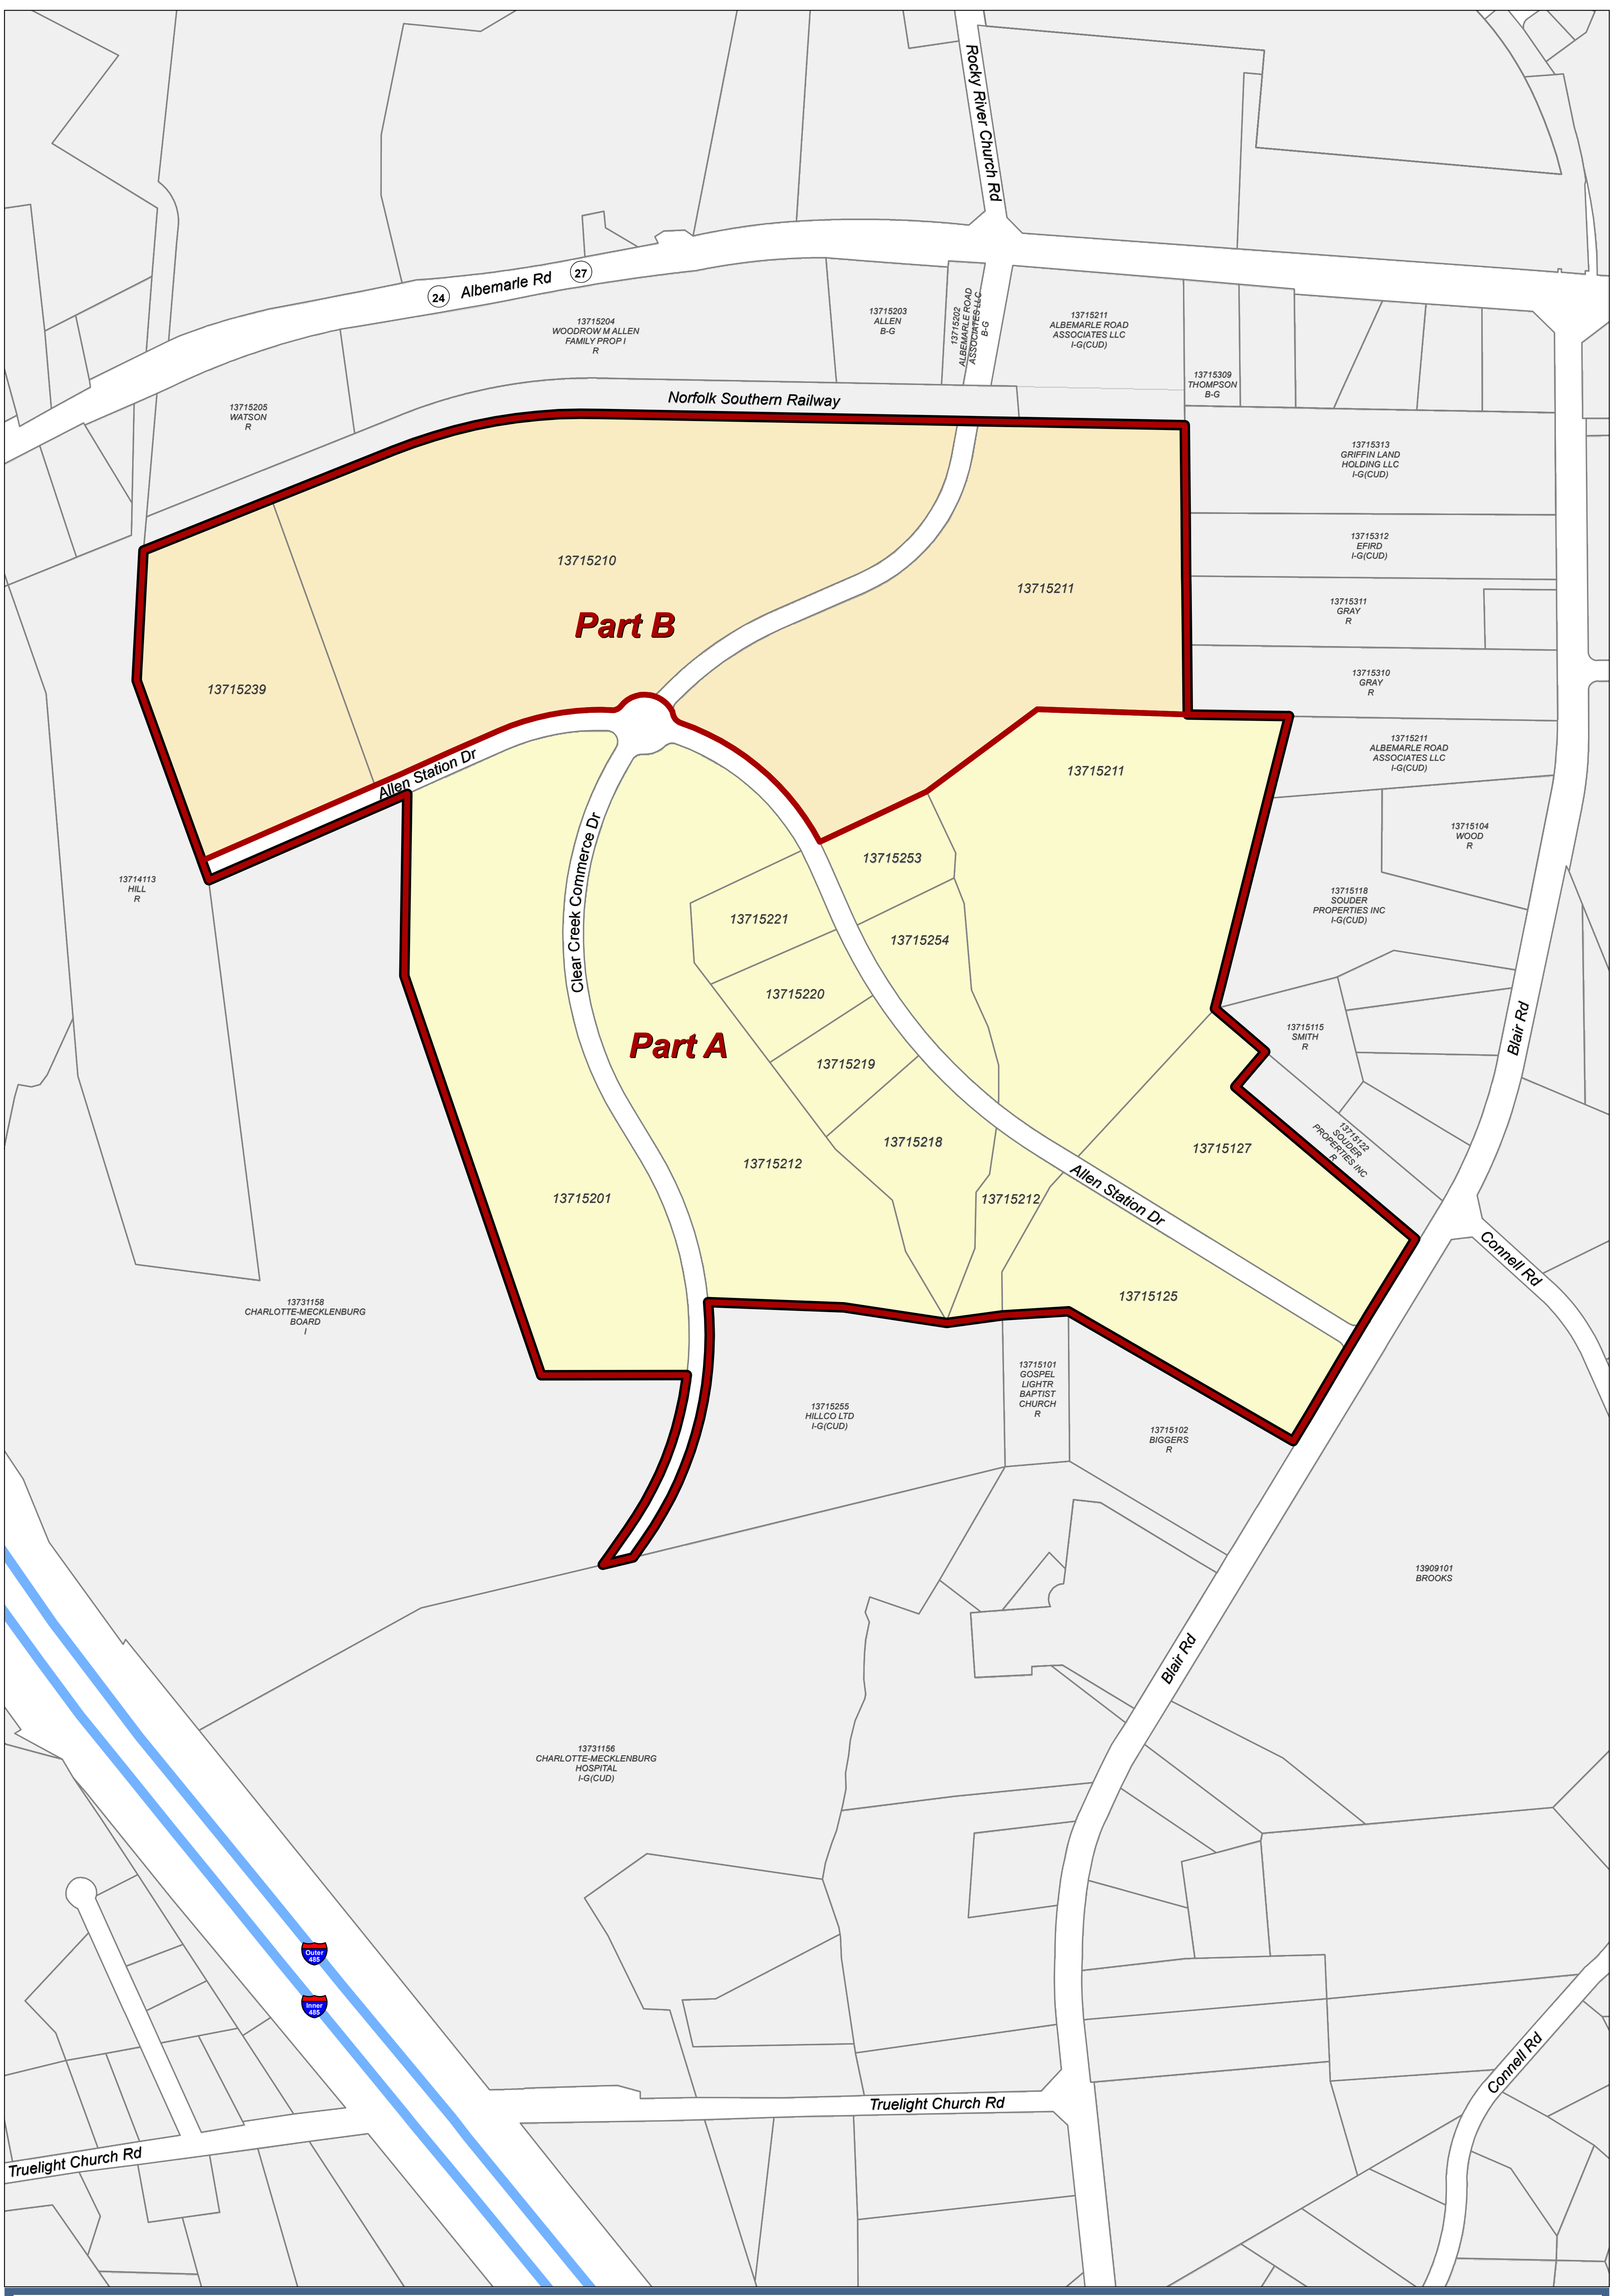 Rocky River Church Rd
24
Albemarle Rd
27
13715204
WOODROW M ALLEN
FAMILY PROP I
R
13715203
ALLEN
B-G
13715202
ALBEMARLE ROAD
ASSOCIATES LLC
B-G
13715211
ALBEMARLE ROAD
ASSOCIATES LLC
I-G(CUD)
13715309
THOMPSON
B-G
13715205
WATSON
R
Norfolk Southern Railway
13715313
GRIFFIN LAND
HOLDING LLC
I-G(CUD)
13715312
EFIRD
I-G(CUD)
13715311
GRAY
R
13715310
GRAY
R
13715210
13715211
Part B
13715239
Allen Station Dr
13715211
13715211
ALBEMARLE ROAD
ASSOCIATES LLC
I-G(CUD)
13715104
WOOD
R
13714113
HILL
R
Clear Creek Commerce Dr
13715253
13715221
13715254
13715118
SOUDER
PROPERTIES INC
I-G(CUD)
13715220
Part A
13715219
13715115
SMITH
R
Blair Rd
13715218
13715127
13715122
SOUDER
PROPERTIES INC
R
13715212
13715201
13715212
Allen Station Dr
Connell Rd
13715125
13731158
CHARLOTTE-MECKLENBURG
BOARD
I
13715101
GOSPEL
LIGHTR
BAPTIST
CHURCH
R
13715255
HILLCO LTD
I-G(CUD)
13715102
BIGGERS
R
13909101
BROOKS
Blair Rd
13731156
CHARLOTTE-MECKLENBURG
HOSPITAL
I-G(CUD)
Outer
485
Inner
485
Connell Rd
Truelight Church Rd
Truelight Church Rd